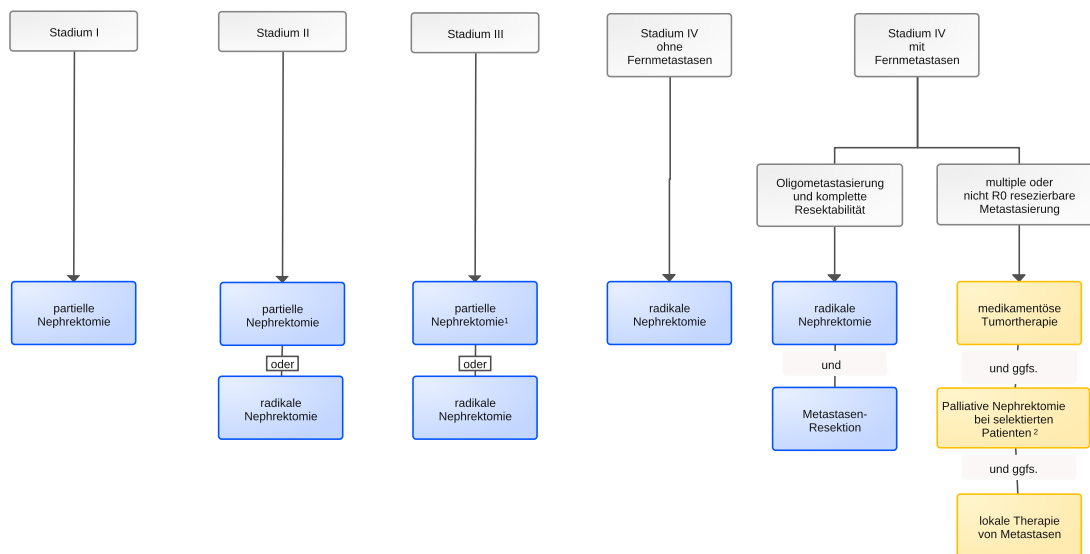 Stadium I
Stadium II
Stadium III
Stadium IV
ohne
Fernmetastasen
Stadium IV
mit
Fernmetastasen
Oligometastasierung
und komplette
Resektabilität
multiple oder
nicht R0 resezierbare
Metastasierung
partielle
Nephrektomie
partielle
Nephrektomie
oder
radikale
Nephrektomie
partielle
Nephrektomie¹
oder
radikale
Nephrektomie
radikale
Nephrektomie
radikale
Nephrektomie
und
Metastasen-
Resektion
medikamentöse
Tumortherapie
und ggfs.
Palliative Nephrektomie
bei selektierten
Patienten ²
und ggfs.
lokale Therapie
von Metastasen